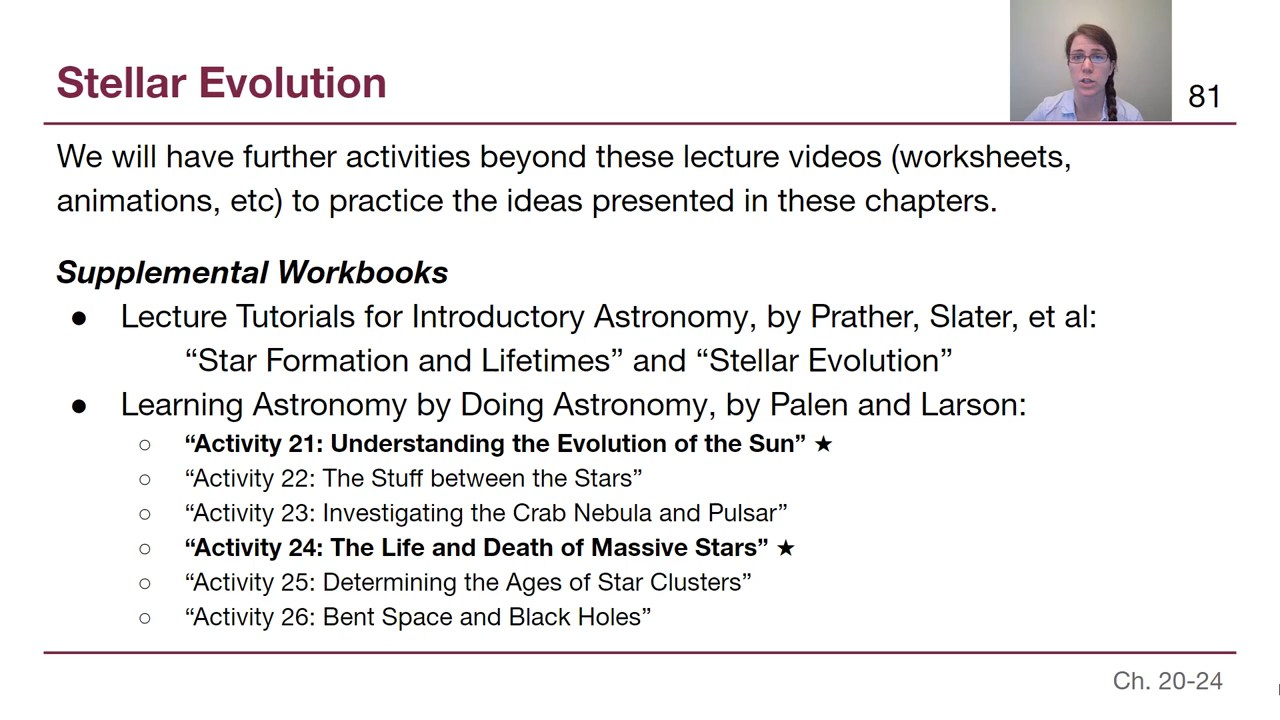 Stellar Evolution
81
We will have further activities beyond these lecture videos (worksheets,
animations, etc) to practice the ideas presented in these chapters.
Supplemental Workbooks
● Lecture Tutorials for Introductory Astronomy, by Prather, Slater, et al:
“Star Formation and Lifetimes” and “Stellar Evolution”
● Learning Astronomy by Doing Astronomy, by Palen and Larson:
○ “Activity 21: Understanding the Evolution of the Sun” ★
○ “Activity 22: The Stuff between the Stars”
○ “Activity 23: Investigating the Crab Nebula and Pulsar”
○ “Activity 24: The Life and Death of Massive Stars” ★
○ “Activity 25: Determining the Ages of Star Clusters”
○ “Activity 26: Bent Space and Black Holes”
Ch. 20-24